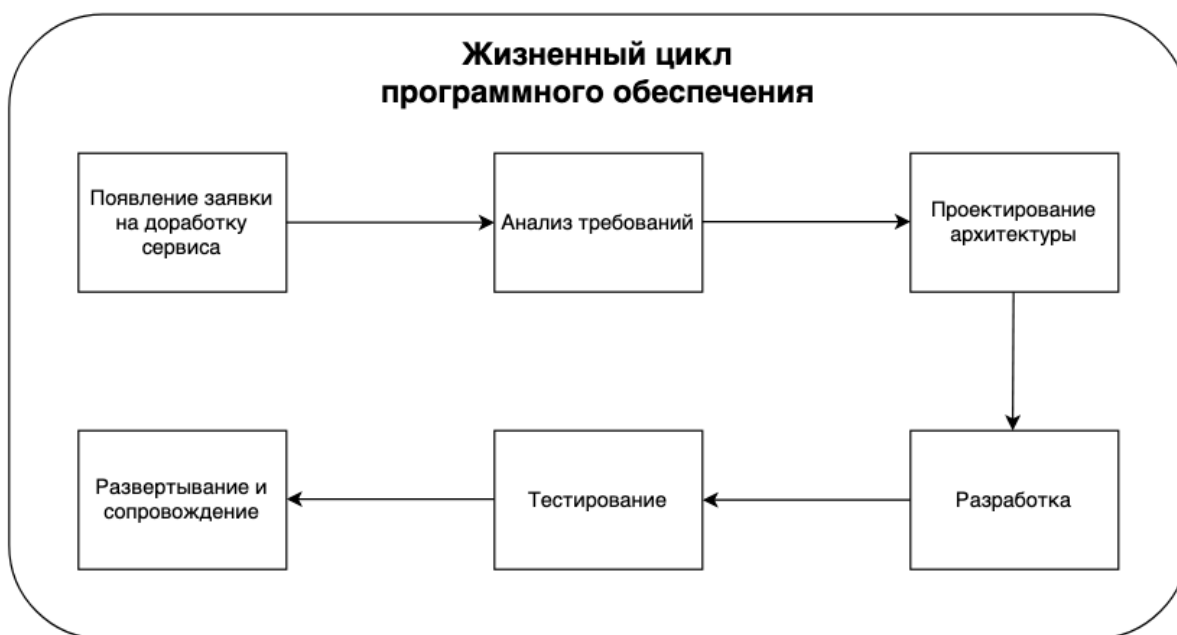 Жизненный цикл
программного обеспечения
Появление заявки
на доработку
сервиса
Анализ требований
Проектирование
архитектуры
Разработка
Тестирование
Развертывание и
сопровождение